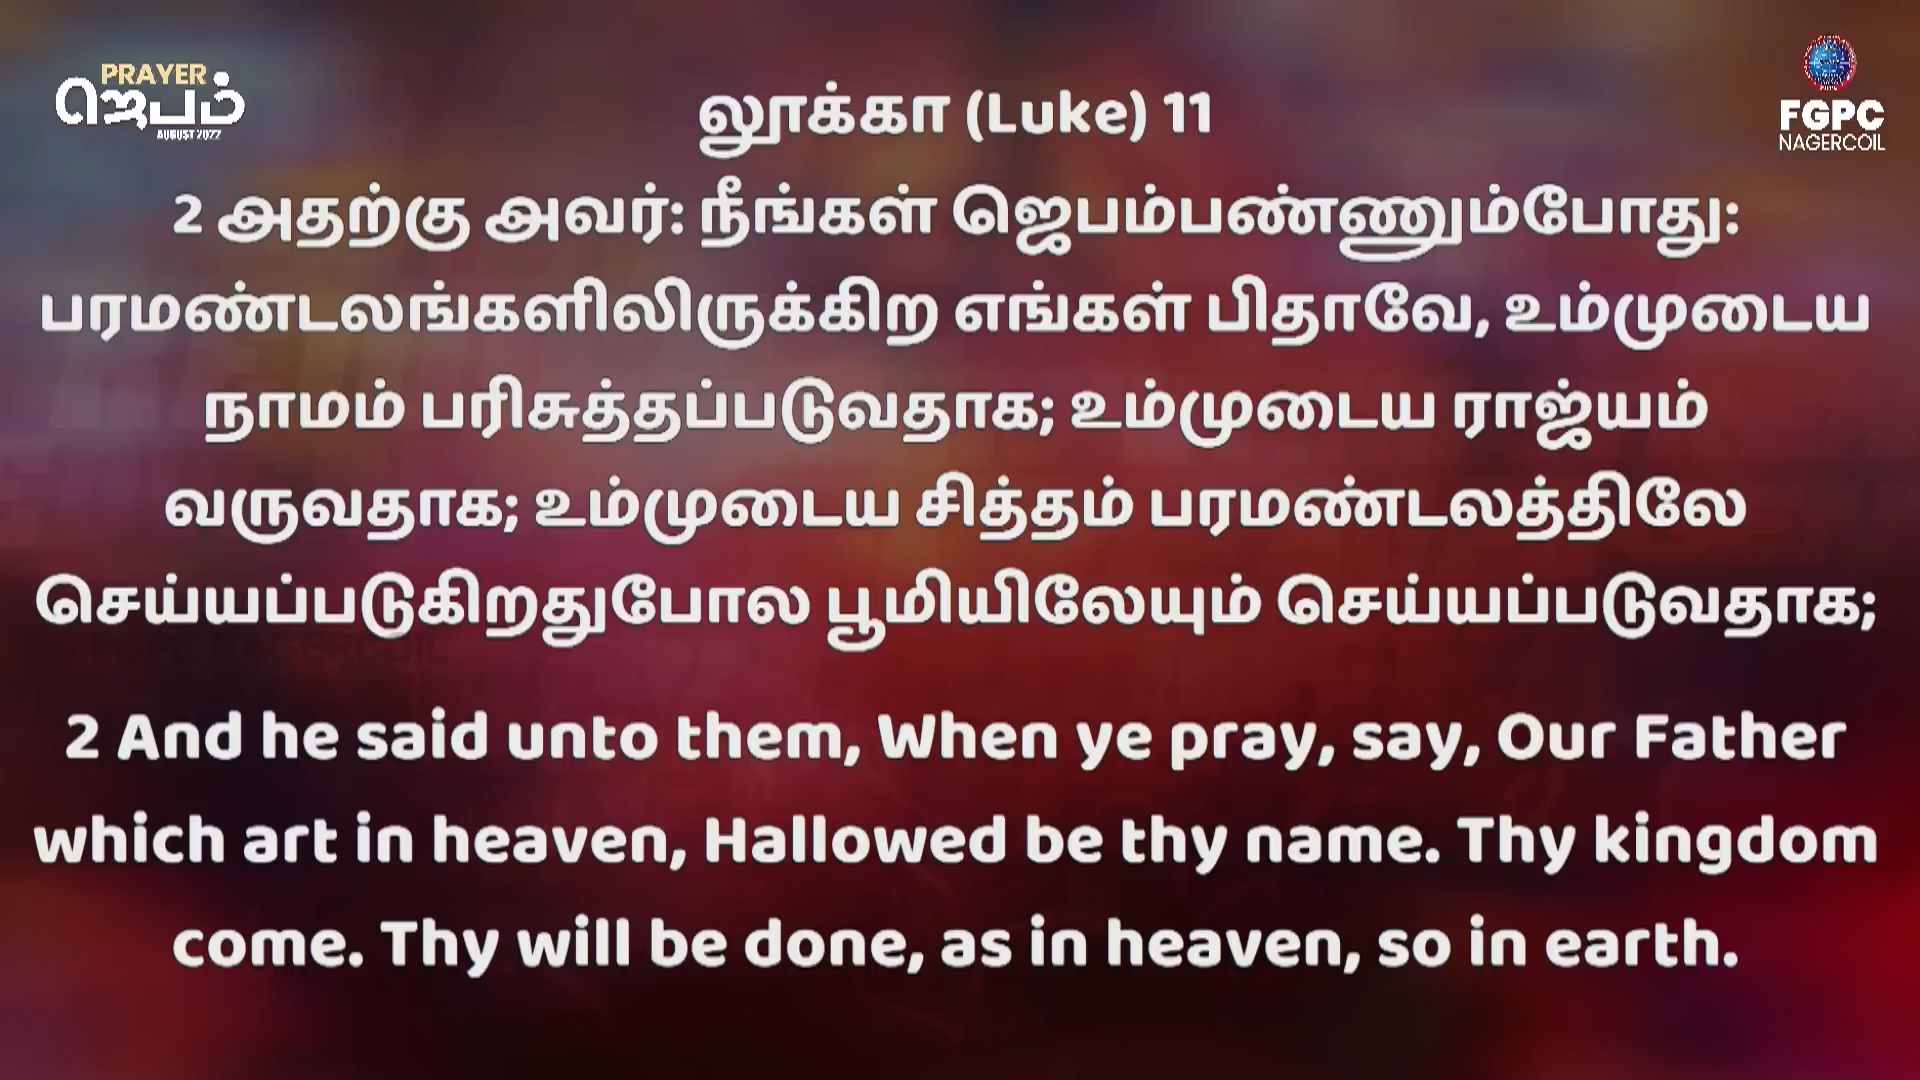 PRAYER
ஜெபம்
AUGUST 2022
FGPC
NAGERCOIL
லூக்கா (Luke) 11
2 அதற்கு அவர்: நீங்கள் ஜெபம்பண்ணும்போது:
பரமண்டலங்களிலிருக்கிற எங்கள் பிதாவே, உம்முடைய
நாமம் பரிசுத்தப்படுவதாக; உம்முடைய ராஜ்யம்
வருவதாக; உம்முடைய சித்தம் பரமண்டலத்திலே
செய்யப்படுகிறதுபோல பூமியிலேயும் செய்யப்படுவதாக;
2 And he said unto them, When ye pray, say, Our Father
which art in heaven, Hallowed be thy name. Thy kingdom
come. Thy will be done, as in heaven, so in earth.